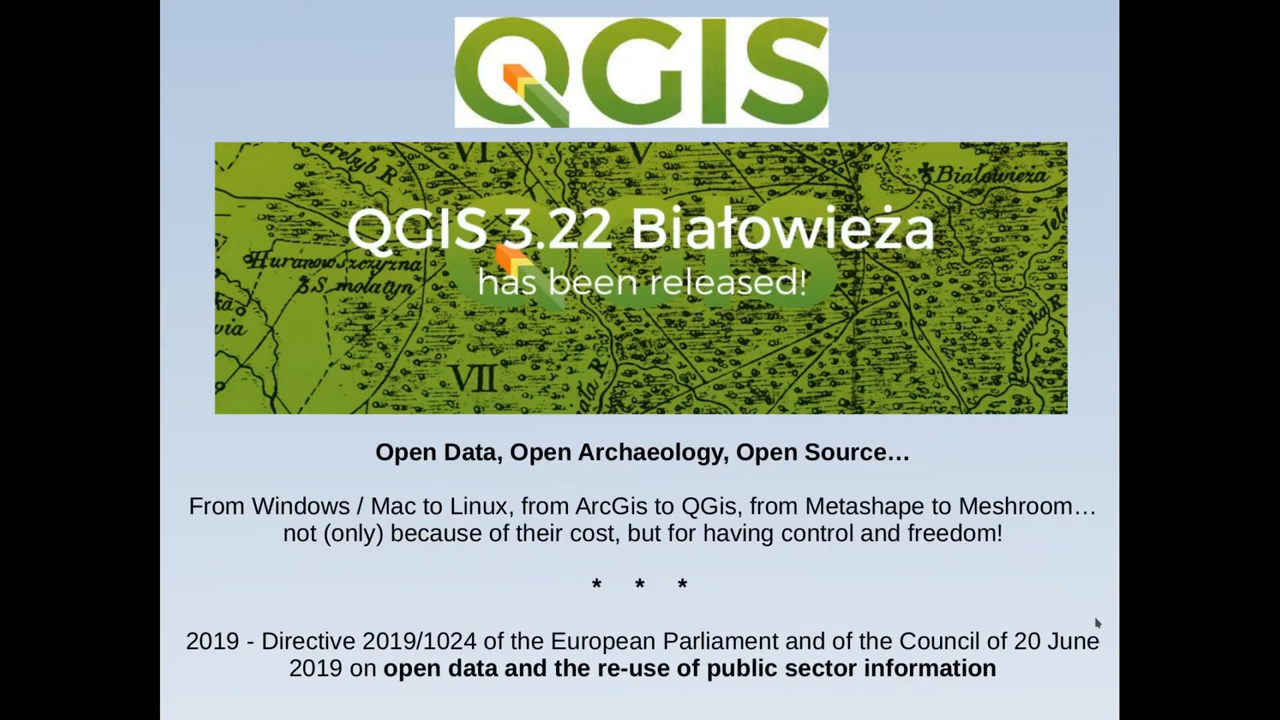 QGIS
VI V
erebyb R.
Białowieza
QGIS 3.22 Białowieża
Huranowszczyzna
has been released!
VII
Open Data, Open Archaeology, Open Source…
From Windows / Mac to Linux, from ArcGis to QGis, from Metashape to Meshroom…
not (only) because of their cost, but for having control and freedom!
* * *
2019 - Directive 2019/1024 of the European Parliament and of the Council of 20 June
2019 on open data and the re-use of public sector information